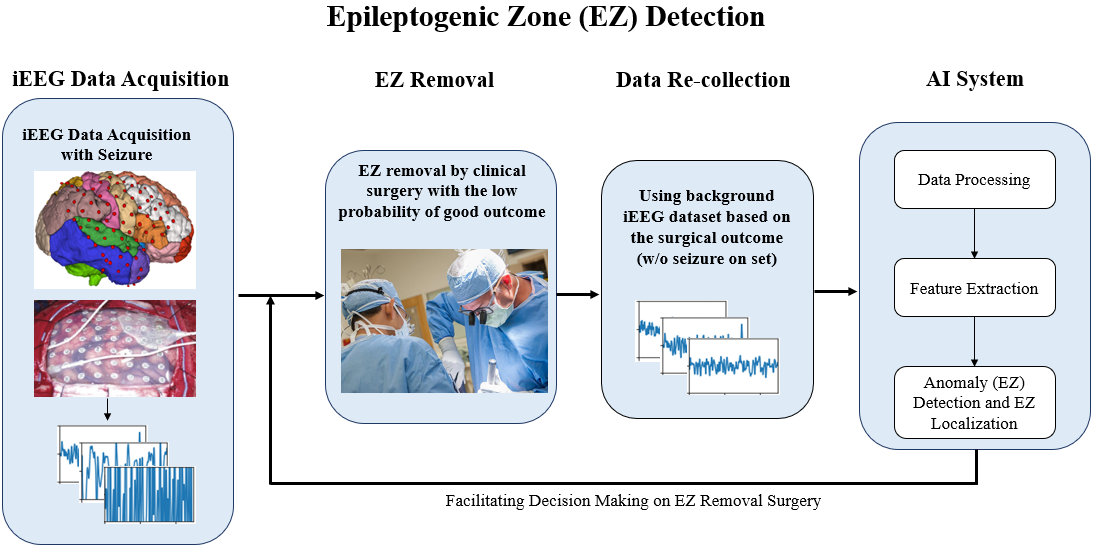 Epileptogenic Zone (EZ) Detection
iEEG Data Acquisition
EZ Removal
Data Re-collection
AI System
iEEG Data Acquisition
with Seizure
EZ removal by clinical
surgery with the low
probability of good outcome
Using background
iEEG dataset based on
the surgical outcome
(w/o seizure on set)
Data Processing
Feature Extraction
Anomaly (EZ)
Detection and EZ
Localization
Facilitating Decision Making on EZ Removal Surgery